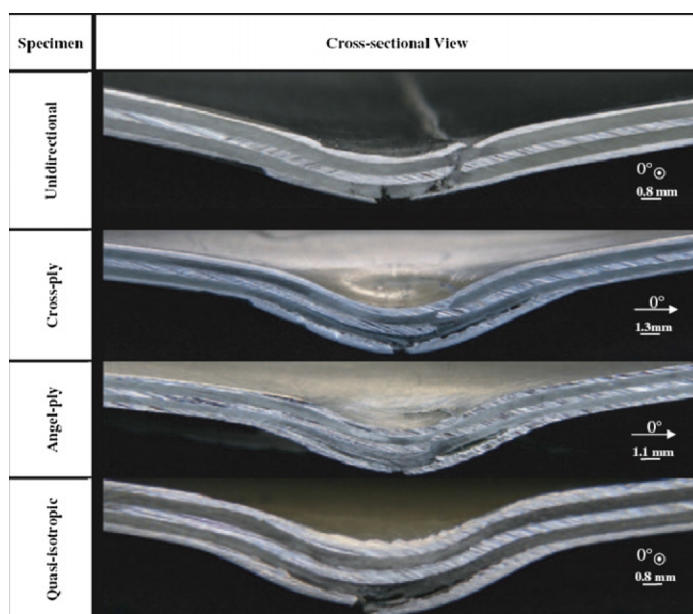 Specimen
Cross-sectional View
Unidirectional
0°
0.8 mm
Cross-ply
0°
1.3mm
Angel-ply
0°
1.1 mm
Quasi-isotropic
0°
0.8 mm